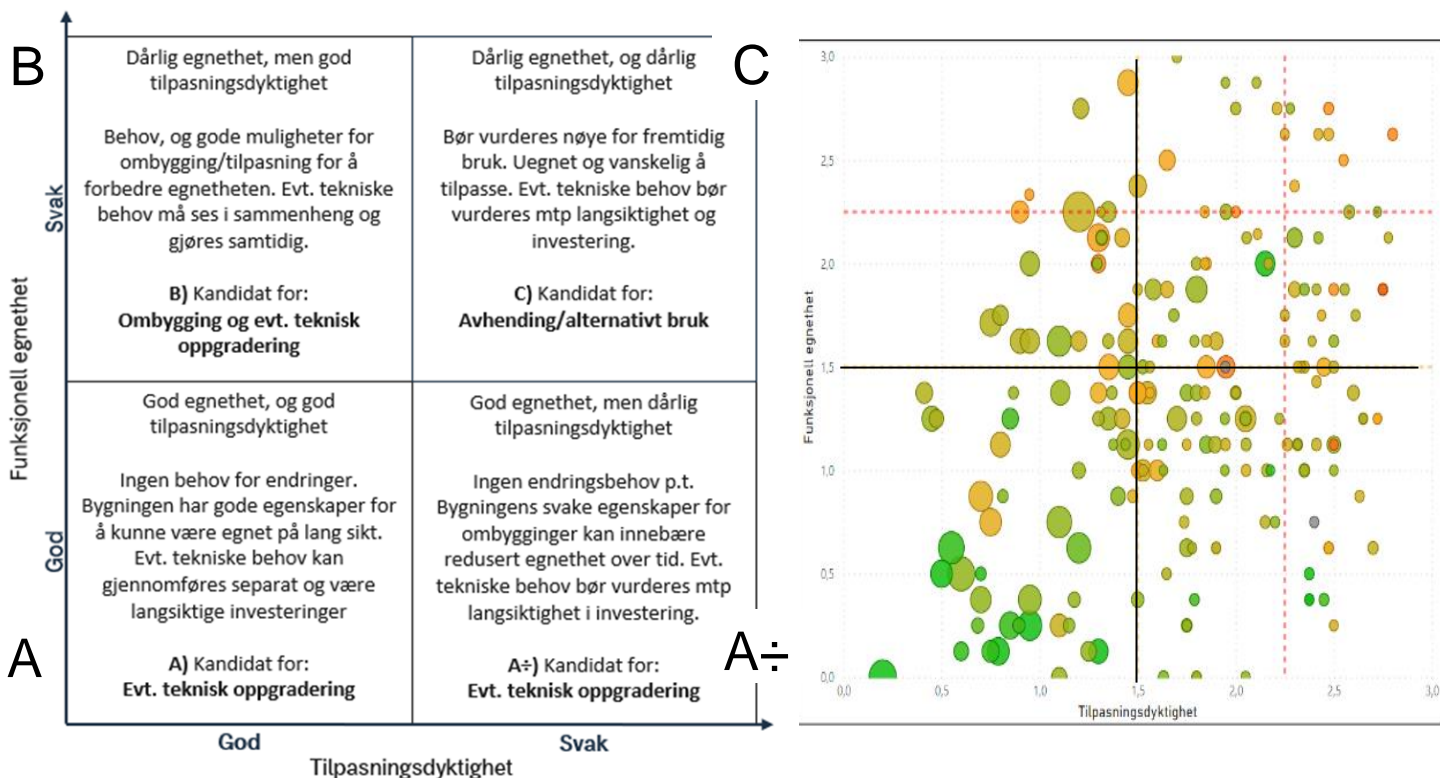 B
Dårlig egnethet, men god
tilpasningsdyktighet
Behov, og gode muligheter for
ombygging/tilpasning for å
forbedre egnetheten. Evt. tekniske
behov må ses i sammenheng og
gjøres samtidig.
B) Kandidat for:
Ombygging og evt. teknisk
oppgradering
C
Dårlig egnethet, og dårlig
tilpasningsdyktighet
Bør vurderes nøye for fremtidig
bruk. Uegnet og vanskelig å
tilpasse. Evt. tekniske behov bør
vurderes mtp langsiktighet og
investering.
C) Kandidat for:
Avhending/alternativt bruk
A
God egnethet, og god
tilpasningsdyktighet
Ingen behov for endringer.
Bygningen har gode egenskaper for
å kunne være egnet på lang sikt.
Evt. tekniske behov kan
gjennomføres separat og være
langsiktige investeringer
A) Kandidat for:
Evt. teknisk oppgradering
A÷
God egnethet, men dårlig
tilpasningsdyktighet
Ingen endringsbehov p.t.
Bygningens svake egenskaper for
ombygginger kan innebære
redusert egnethet over tid. Evt.
tekniske behov bør vurderes mtp
langsiktighet i investering.
A÷) Kandidat for:
Evt. teknisk oppgradering
Funksjonell egnethet
Svak
God
God
Svak
Tilpasningsdyktighet
Funksjonell egnethet
3,0
2,5
2,0
1,5
1,0
0,5
0,0
0,0
0,5
1,0
1,5
2,0
2,5
3,0
Tilpasningsdyktighet